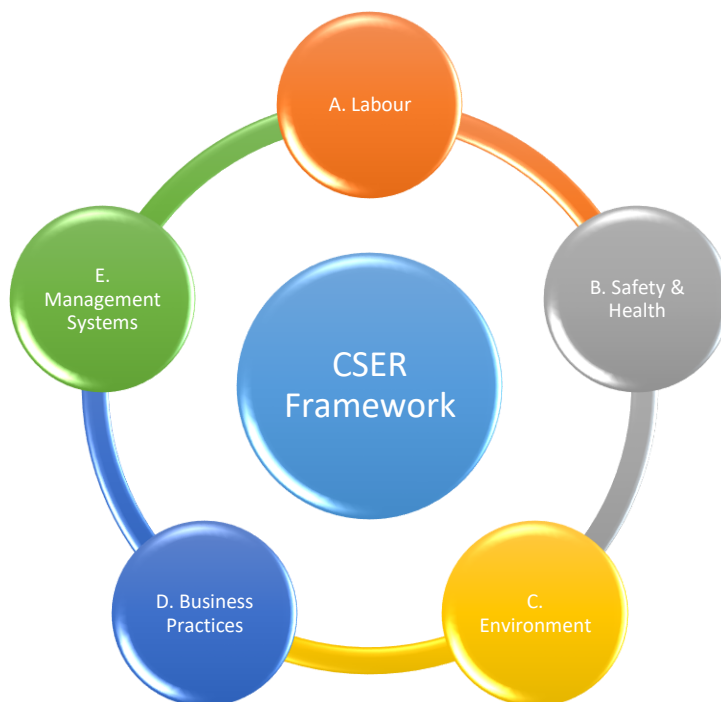 A. Labour
B. Safety &
Health
C.
Environment
D. Business
Practices
E.
Management
Systems
CSER
Framework